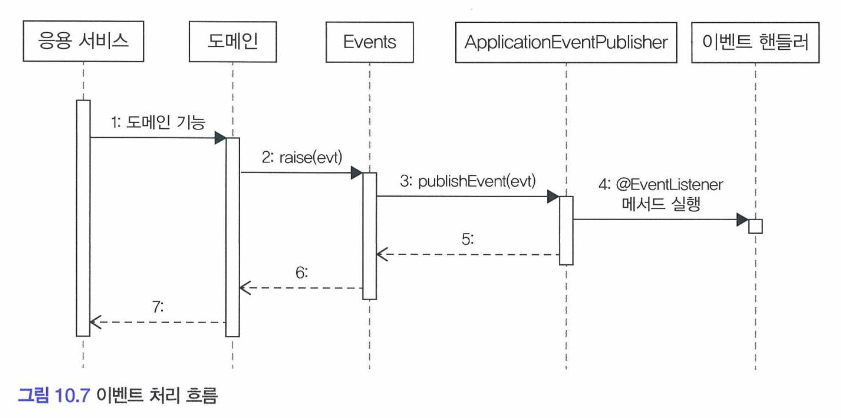 응용 서비스
도메인
Events
ApplicationEventPublisher
이벤트 핸들러
1: 도메인 기능
2: raise(evt)
3: publishEvent(evt)
4: @EventListener
메서드 실행
5:
6:
7:
그림 10.7 이벤트 처리 흐름